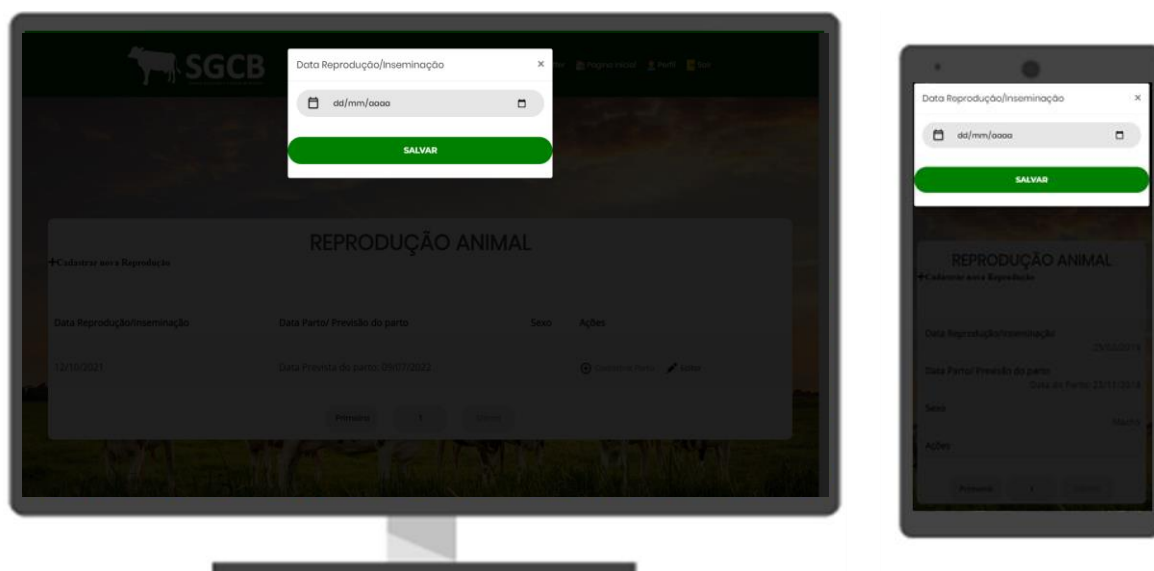 SGCB
Página Inicial Perfil Sair
Data Reprodução/Inseminação ×
dd/mm/aaaa
SALVAR
REPRODUÇÃO ANIMAL
+Cadastrar nova Reprodução
Data Reprodução/Inseminação Data Parto/ Previsão do parto Sexo Ações
12/10/2021 Data Prevista do parto: 09/07/2022 Cadastrar Parto Editar
Primeiro 1
Data Reprodução/Inseminação ×
dd/mm/aaaa
SALVAR
REPRODUÇÃO ANIMAL
+Cadastrar nova Reprodução
Data Reprodução/Inseminação
Data Parto/ Previsão do parto
Sexo
Macho
Ações
Primeiro 1